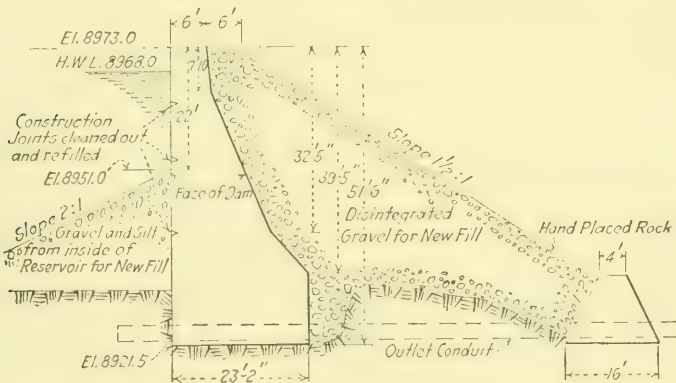 6' 6'
El. 8973.0
H.W.L. 8968.0
7'10"
22'
Construction
Joints cleaned out
and refilled
El. 8951.0
Slope 2:1
Face of Dam
Gravel and Silt
from inside of
Reservoir for New Fill
32'5"
39'5"
51'6"
Slope 1½:1
Disintegrated
Gravel for New Fill
Hand Placed Rock
4'
El. 8921.5
Outlet Conduit
23'-2"
16'